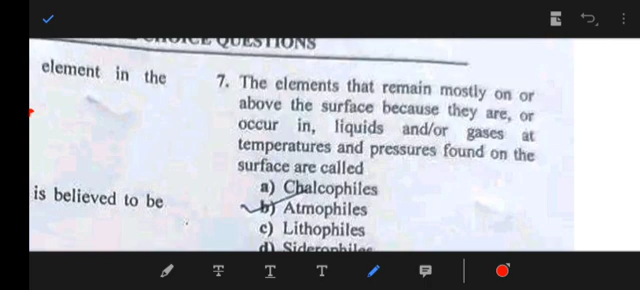 QUESTIONS
element in the
7. The elements that remain mostly on or
above the surface because they are, or
occur in, liquids and/or gases at
temperatures and pressures found on the
surface are called
a) Chalcophiles
is believed to be
b) Atmophiles
c) Lithophiles
d) Siderophiles
T T T